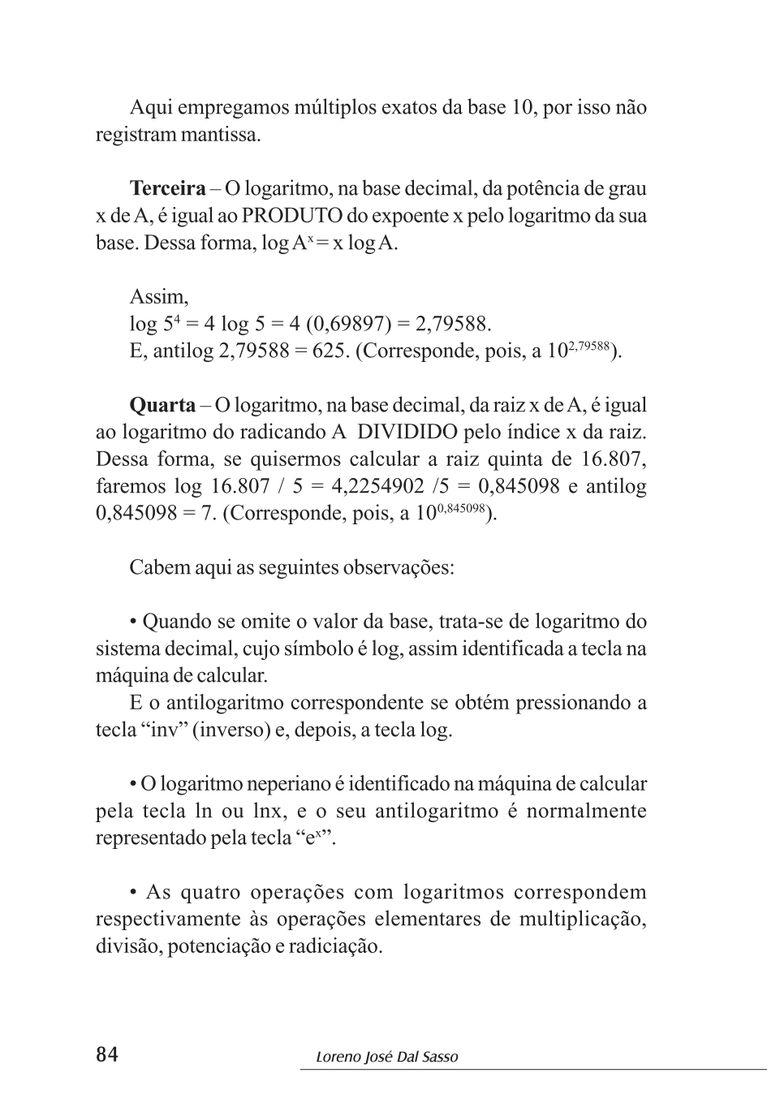 Aqui empregamos múltiplos exatos da base 10, por isso não
registram mantissa.
Terceira – O logaritmo, na base decimal, da potência de grau
x de A, é igual ao PRODUTO do expoente x pelo logaritmo da sua
base. Dessa forma, log Aˣ = x log A.
Assim,
log 5⁴ = 4 log 5 = 4 (0,69897) = 2,79588.
E, antilog 2,79588 = 625. (Corresponde, pois, a 10^2,79588).
Quarta – O logaritmo, na base decimal, da raiz x de A, é igual
ao logaritmo do radicando A DIVIDIDO pelo índice x da raiz.
Dessa forma, se quisermos calcular a raiz quinta de 16.807,
faremos log 16.807 / 5 = 4,2254902 /5 = 0,845098 e antilog
0,845098 = 7. (Corresponde, pois, a 10^0,845098).
Cabem aqui as seguintes observações:
• Quando se omite o valor da base, trata-se de logaritmo do
sistema decimal, cujo símbolo é log, assim identificada a tecla na
máquina de calcular.
E o antilogaritmo correspondente se obtém pressionando a
tecla “inv” (inverso) e, depois, a tecla log.
• O logaritmo neperiano é identificado na máquina de calcular
pela tecla ln ou lnx, e o seu antilogaritmo é normalmente
representado pela tecla “eˣ”.
• As quatro operações com logaritmos correspondem
respectivamente às operações elementares de multiplicação,
divisão, potenciação e radiciação.
84
Loreno José Dal Sasso